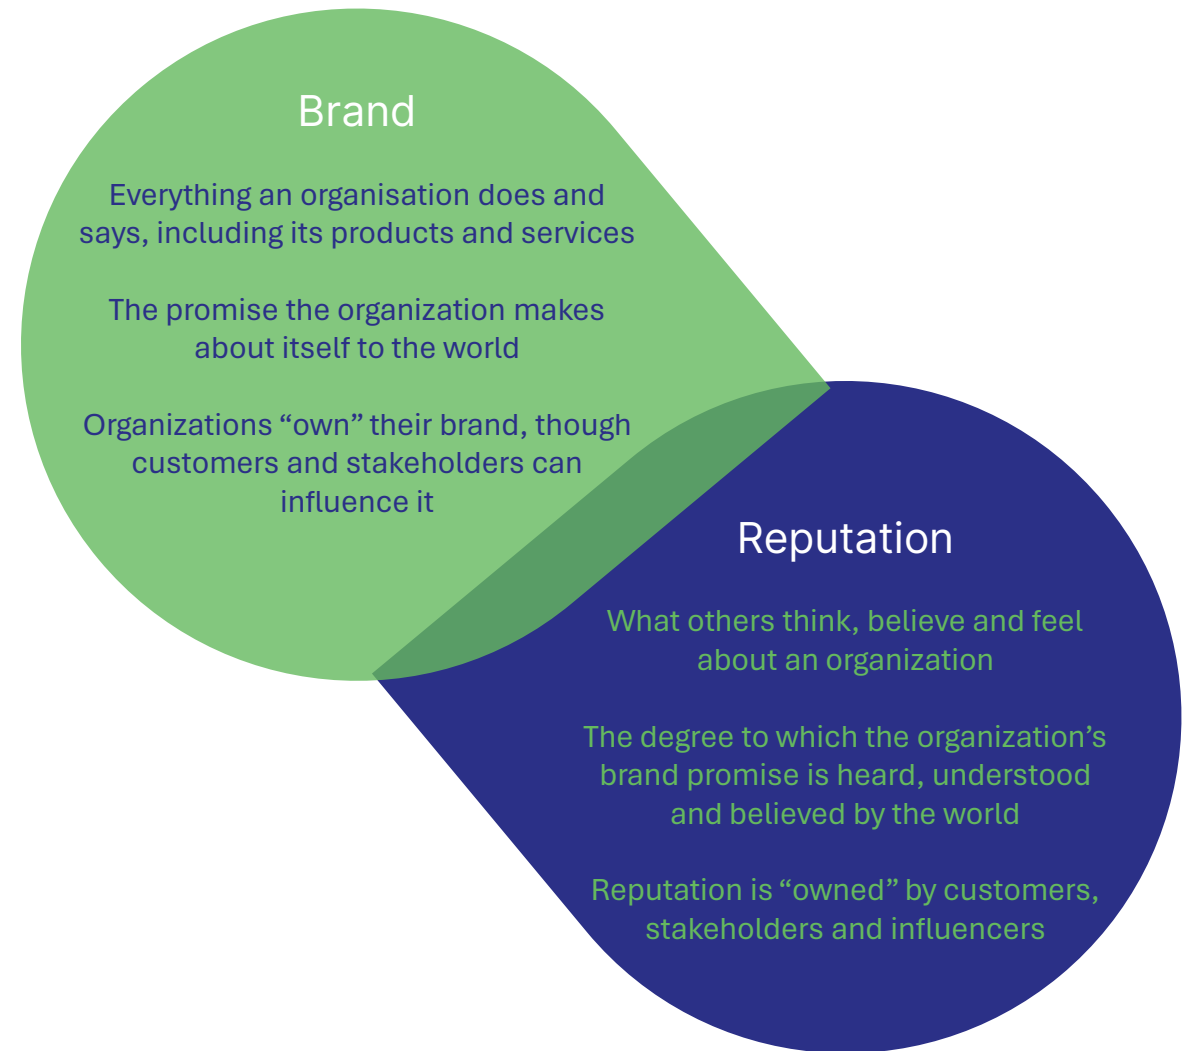 Brand
Everything an organisation does and
says, including its products and services
The promise the organization makes
about itself to the world
Organizations “own” their brand, though
customers and stakeholders can
influence it
Reputation
What others think, believe and feel
about an organization
The degree to which the organization’s
brand promise is heard, understood
and believed by the world
Reputation is “owned” by customers,
stakeholders and influencers